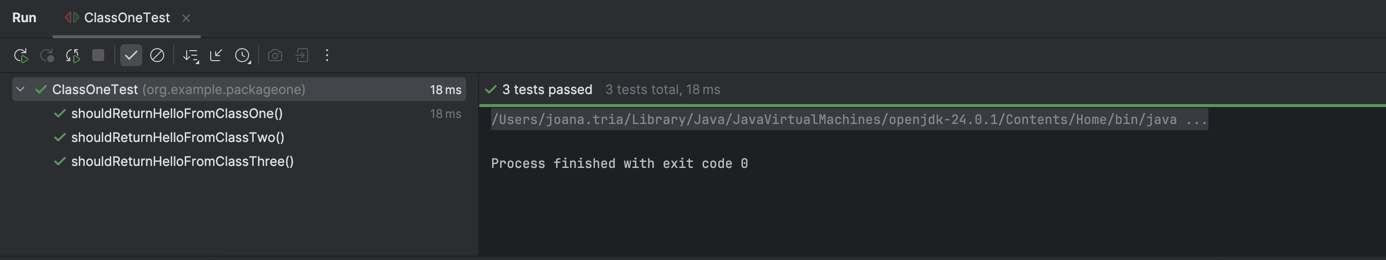 Run ClassOneTest
ClassOneTest (org.example.packageone) 18 ms
shouldReturnHelloFromClassOne() 18 ms
shouldReturnHelloFromClassTwo()
shouldReturnHelloFromClassThree()
3 tests passed 3 tests total, 18 ms
/Users/joana.tria/Library/Java/JavaVirtualMachines/openjdk-24.0.1/Contents/Home/bin/java ...
Process finished with exit code 0